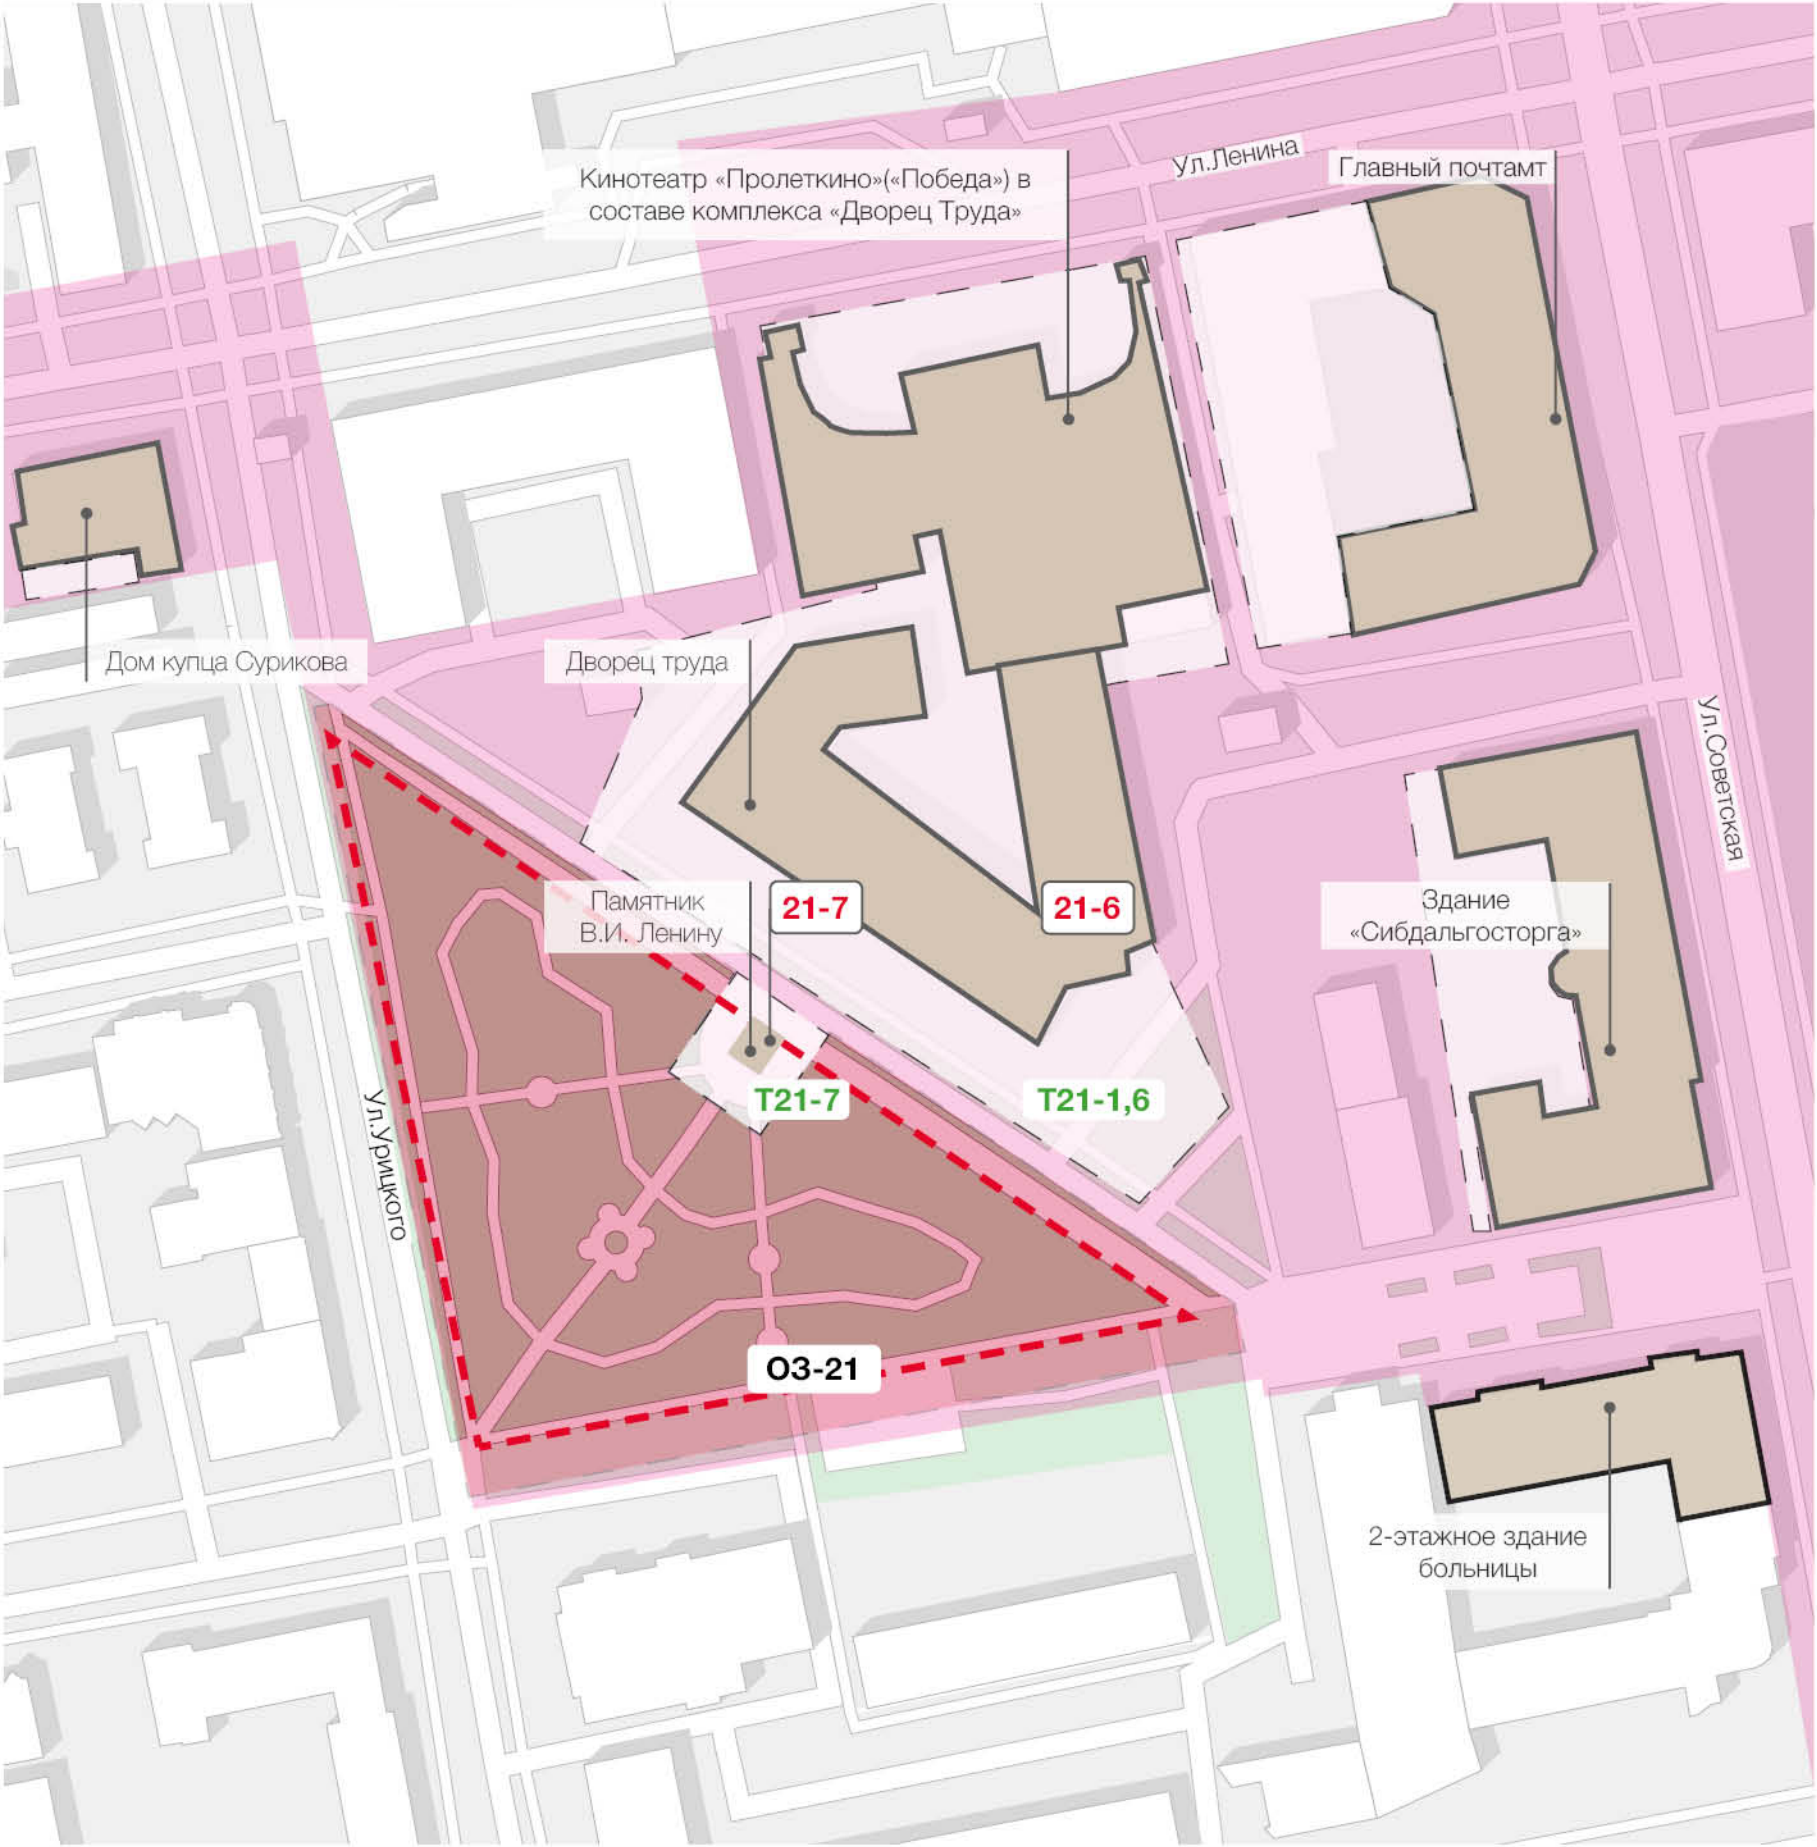 Ул.Ленина
Главный почтамт
Кинотеатр «Пролеткино»(«Победа») в
составе комплекса «Дворец Труда»
Дом купца Сурикова
Дворец труда
Ул.Советская
Памятник
В.И. Ленину
21-7
21-6
Здание
«Сибдальгосторга»
Т21-7
Т21-1,6
Ул.Урицкого
ОЗ-21
2-этажное здание
больницы